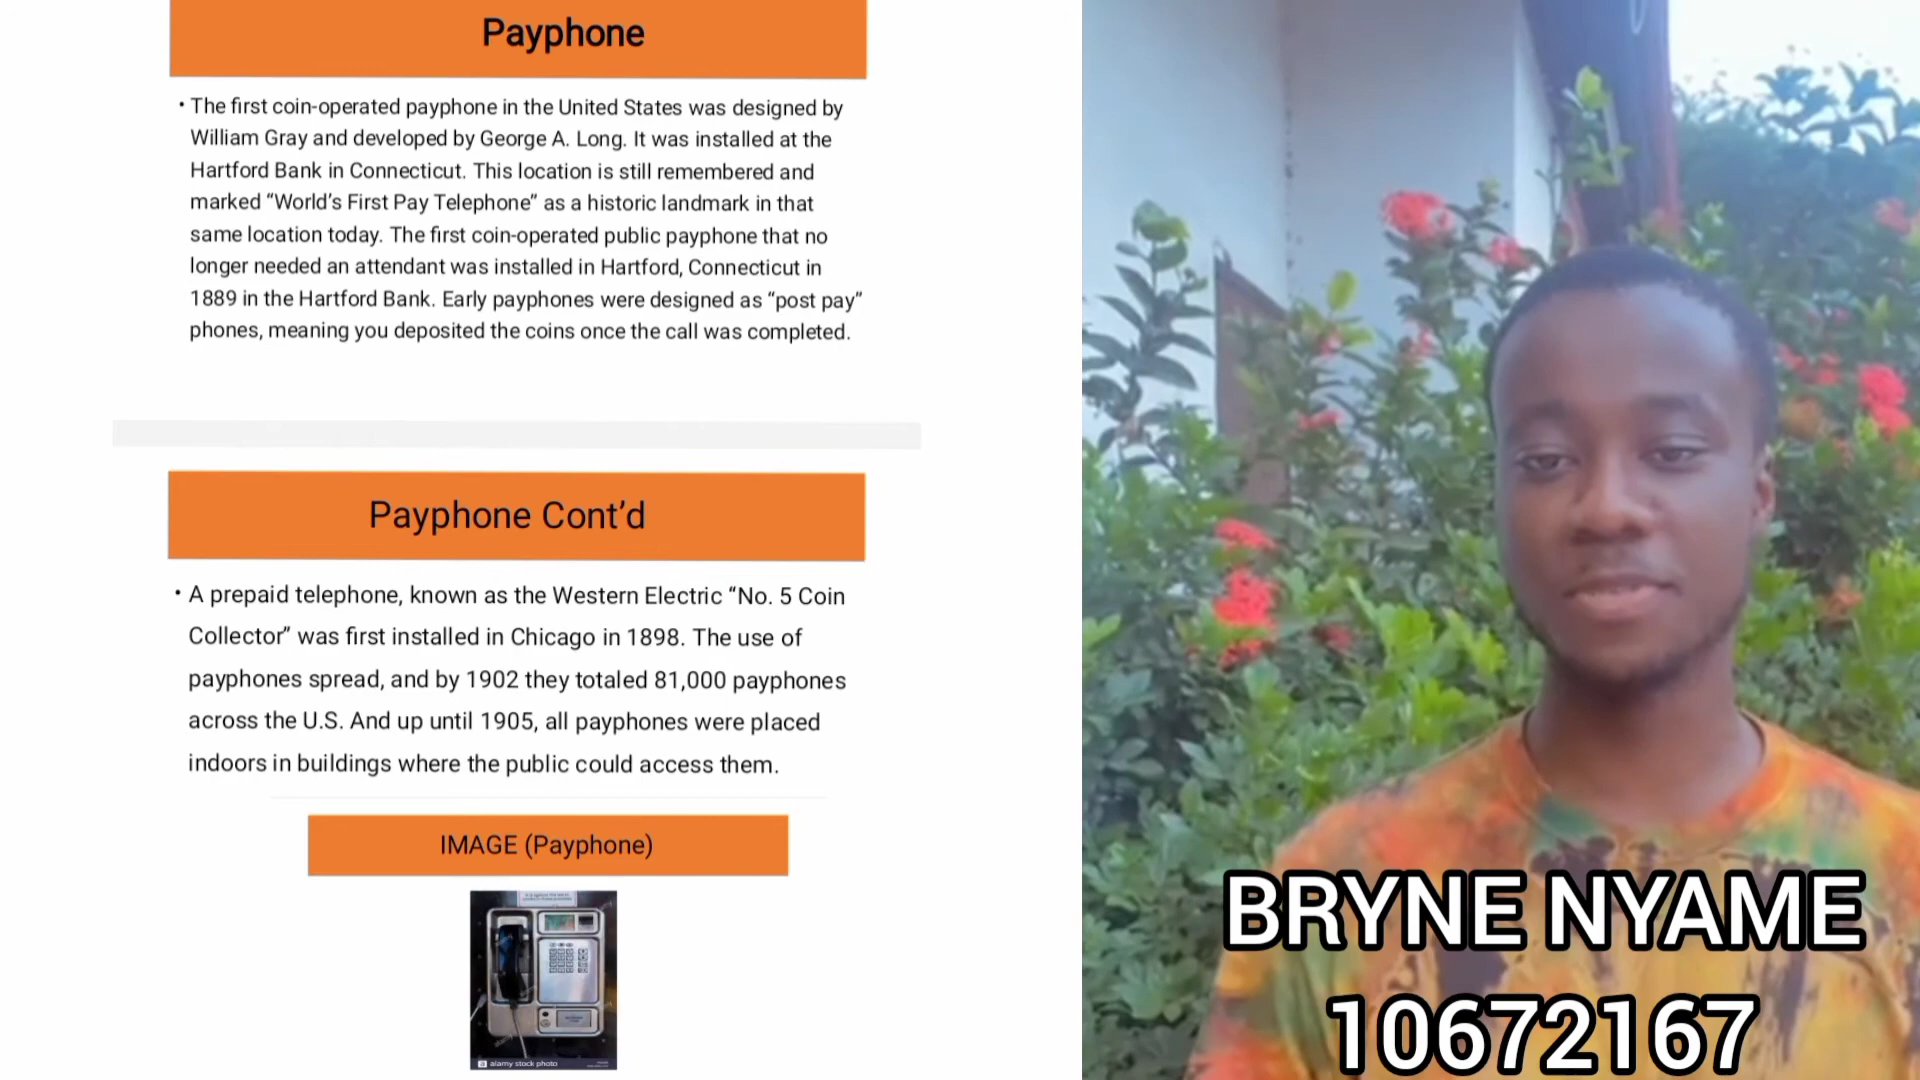 Payphone
• The first coin-operated payphone in the United States was designed by
William Gray and developed by George A. Long. It was installed at the
Hartford Bank in Connecticut. This location is still remembered and
marked “World’s First Pay Telephone” as a historic landmark in that
same location today. The first coin-operated public payphone that no
longer needed an attendant was installed in Hartford, Connecticut in
1889 in the Hartford Bank. Early payphones were designed as “post pay”
phones, meaning you deposited the coins once the call was completed.
Payphone Cont’d
• A prepaid telephone, known as the Western Electric “No. 5 Coin
Collector” was first installed in Chicago in 1898. The use of
payphones spread, and by 1902 they totaled 81,000 payphones
across the U.S. And up until 1905, all payphones were placed
indoors in buildings where the public could access them.
IMAGE (Payphone)
a alamy stock photo
BRYNE NYAME
10672167